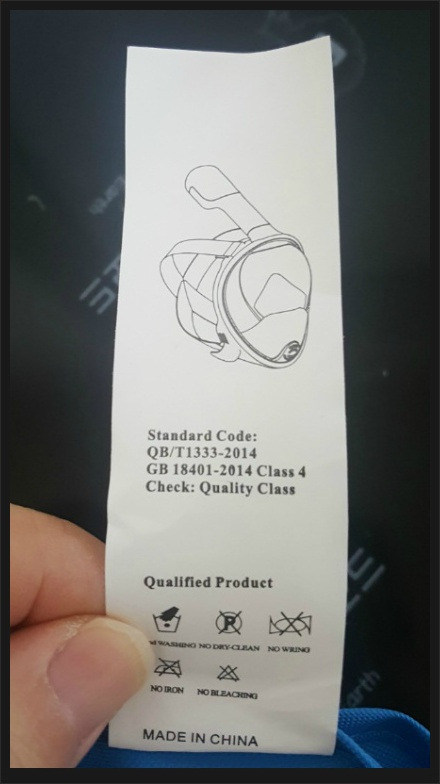 Standard Code:
QB/T1333-2014
GB 18401-2014 Class 4
Check: Quality Class
Qualified Product
P
WASHING NO DRY-CLEAN NO WRING
NO IRON NO BLEACHING
MADE IN CHINA
earth